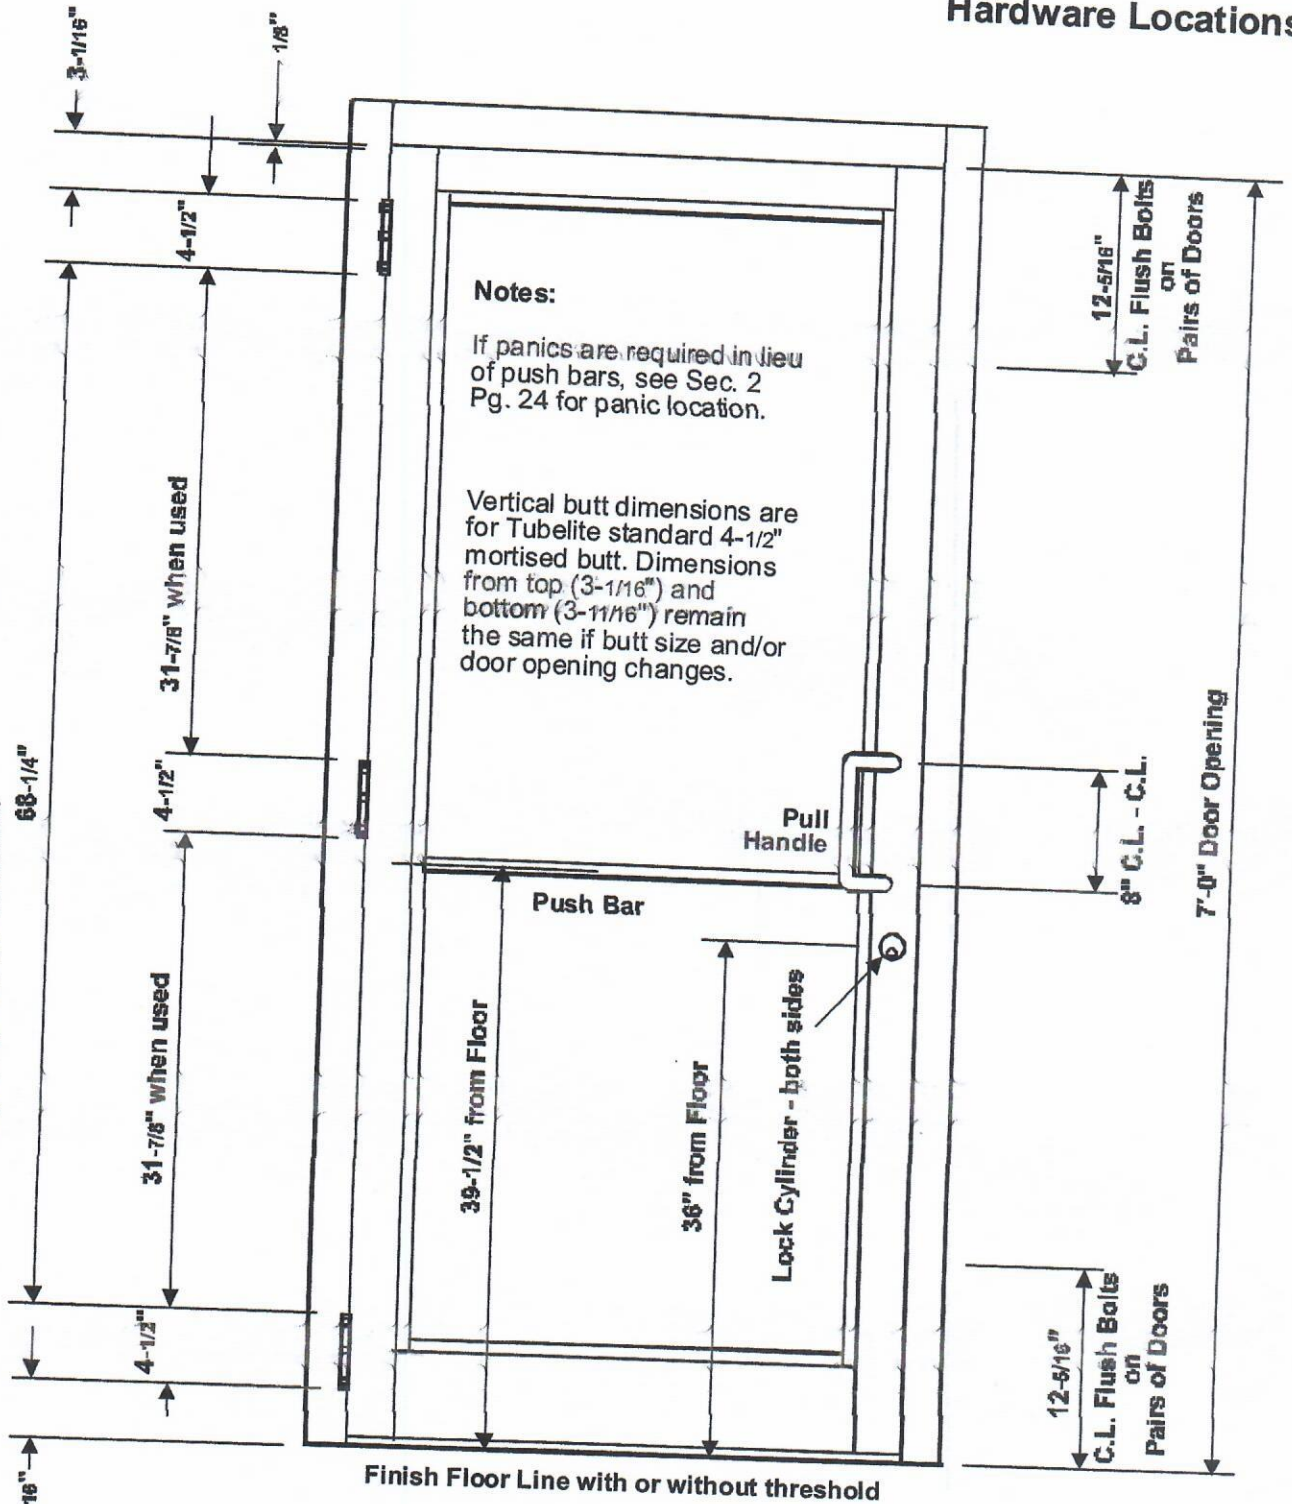 Hardware Locations
3-1/16"
1/8"
4-1/2"
68-1/4"
31-7/8" when used
4-1/2"
31-7/8" when used
4-1/2"
Notes:
If panics are required in lieu
of push bars, see Sec. 2
Pg. 24 for panic location.
Vertical butt dimensions are
for Tubelite standard 4-1/2"
mortised butt. Dimensions
from top (3-1/16") and
bottom (3-11/16") remain
the same if butt size and/or
door opening changes.
Pull
Handle
Push Bar
39-1/2" from Floor
36" from Floor
Lock Cylinder - both sides
12-5/16"
C.L. Flush Bolts
on
Pairs of Doors
8" C.L. - C.L.
7'-0" Door Opening
12-5/16"
C.L. Flush Bolts
on
Pairs of Doors
Finish Floor Line with or without threshold